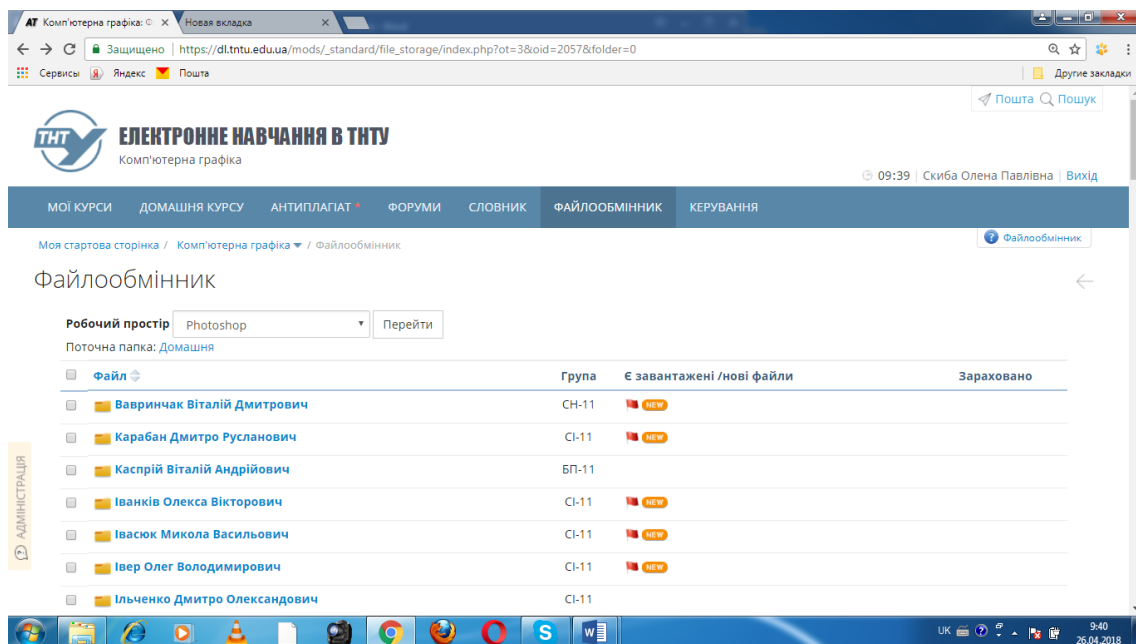 АТ Комп'ютерна графіка: Ф
Новая вкладка
Защищено | https://dl.tntu.edu.ua/mods/_standard/file_storage/index.php?ot=3&oid=2057&folder=0
Сервисы Яндекс Пошта Другие закладки
Пошта Пошук
ТНТ
ЕЛЕКТРОННЕ НАВЧАННЯ В ТНТУ
Комп'ютерна графіка
09:39 | Скиба Олена Павлівна | Вихід
МОЇ КУРСИ ДОМАШНЯ КУРСУ АНТИПЛАГІАТ * ФОРУМИ СЛОВНИК ФАЙЛООБМІННИК КЕРУВАННЯ
Моя стартова сторінка / Комп'ютерна графіка / Файлообмінник
Файлообмінник
Файлообмінник
Робочий простір Photoshop Перейти
Поточна папка: Домашня
Файл Група Є завантажені /нові файли Зараховано
Вавринчак Віталій Дмитрович СН-11 NEW
Карабан Дмитро Русланович СІ-11 NEW
Каспрій Віталій Андрійович БП-11
Іванків Олекса Вікторович СІ-11 NEW
Івасюк Микола Васильович СІ-11 NEW
Івер Олег Володимирович СІ-11 NEW
Ільченко Дмитро Олександович СІ-11
АДМІНІСТРАЦІЯ
UK 9:40
26.04.2018